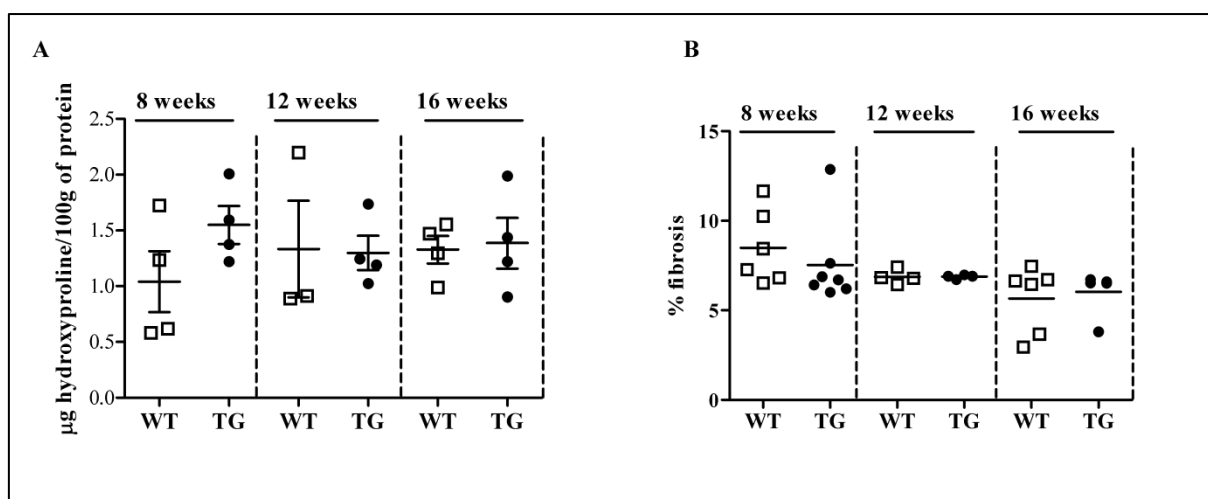 A
µg hydroxyproline/100g of protein
8 weeks 12 weeks 16 weeks
2.5
2.0
1.5
1.0
0.5
0.0
WT TG WT TG WT TG
B
% fibrosis
8 weeks 12 weeks 16 weeks
15
10
5
0
WT TG WT TG WT TG